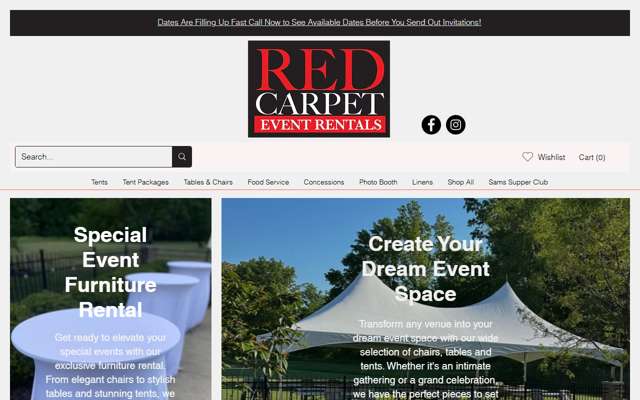 Dates Are Filling Up Fast Call Now to See Available Dates Before You Send Out Invitations!
RED
CARPET
EVENT RENTALS
Search...
Wishlist
Cart (0)
Tents
Tent Packages
Tables & Chairs
Food Service
Concessions
Photo Booth
Linens
Shop All
Sams Supper Club
Special
Event
Furniture
Rental
Get ready to elevate your
special events with our
exclusive furniture rental.
From elegant chairs to stylish
tables and stunning tents, we
Create Your
Dream Event
Space
Transform any venue into your
dream event space with our wide
selection of chairs, tables and
tents. Whether it's an intimate
gathering or a grand celebration,
we have the perfect pieces to set